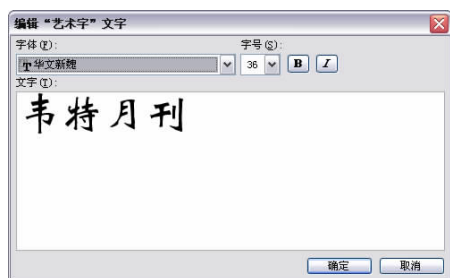 编辑“艺术字”文字
字体(F): 字号(S):
华文新魏 36 B I
文字(T):
韦特月刊
确定 取消